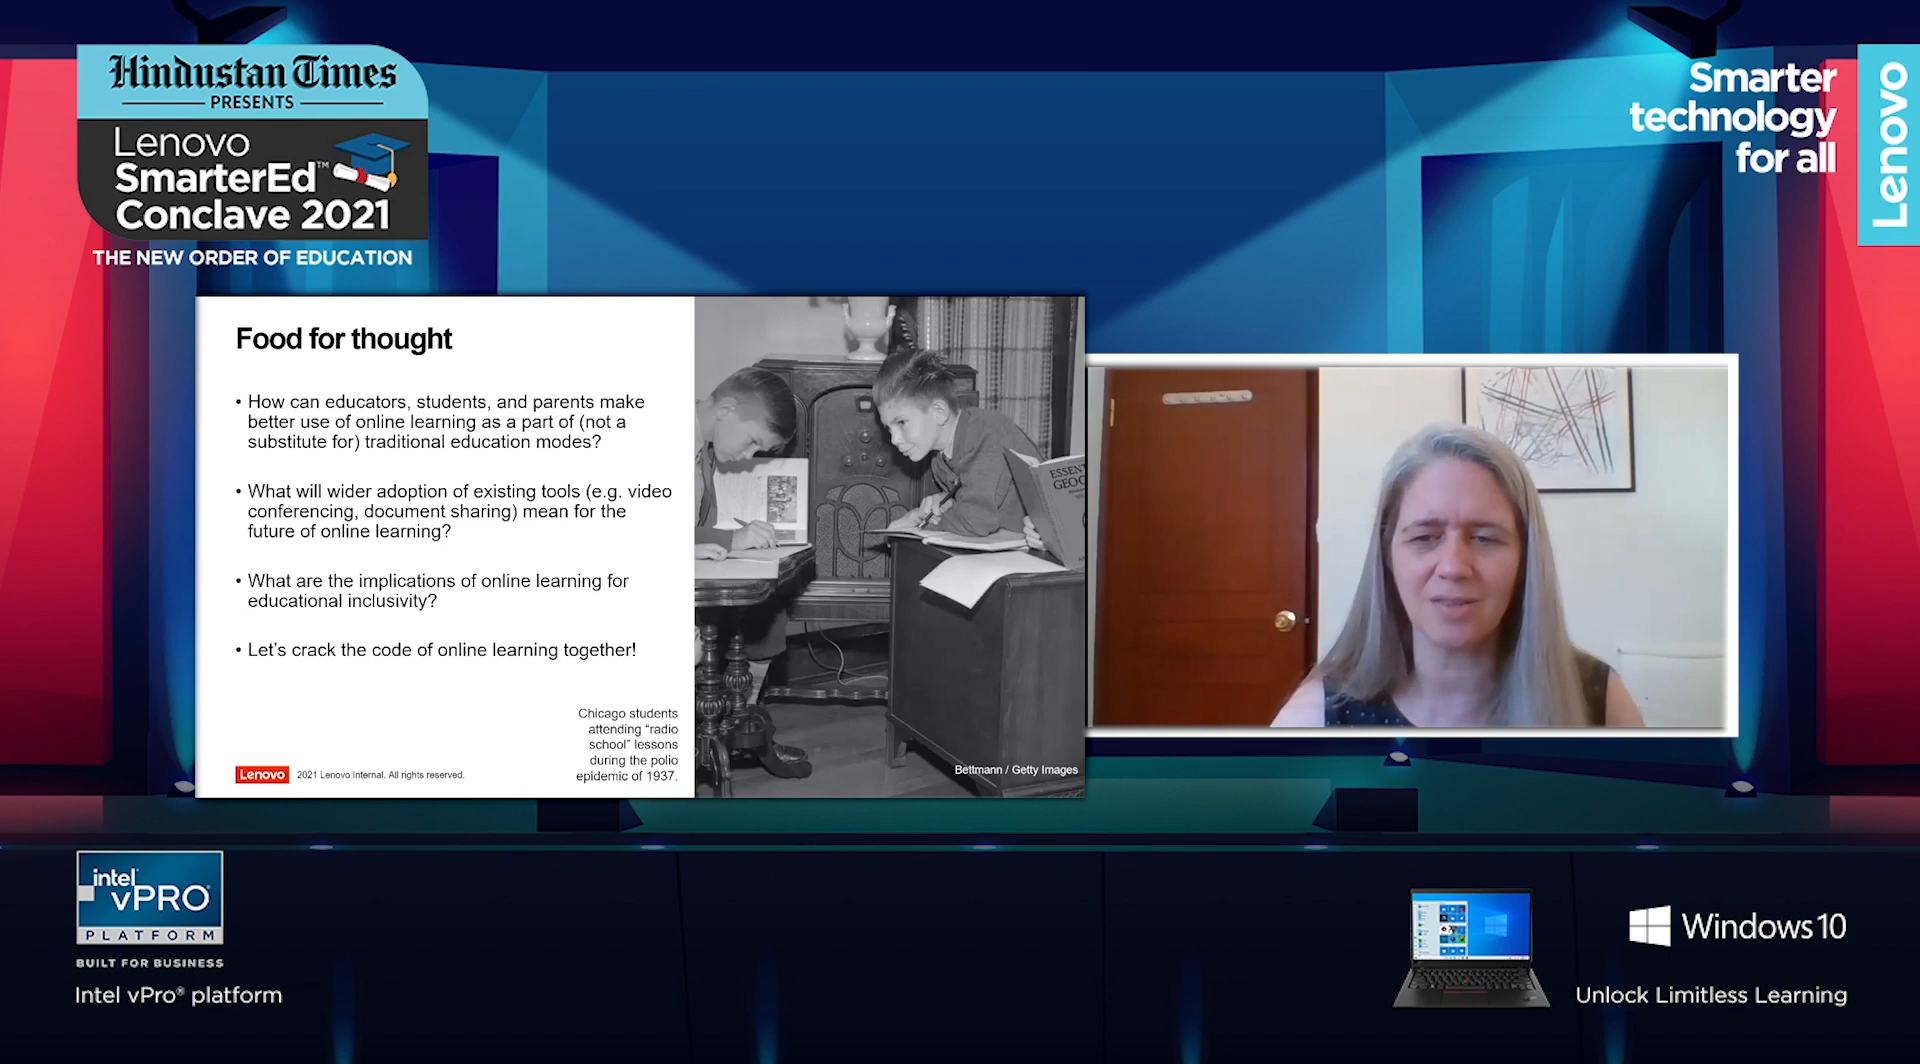 Hindustan Times
PRESENTS
Lenovo
SmarterEd™
Conclave 2021
THE NEW ORDER OF EDUCATION
Smarter
technology
for all
Lenovo
Food for thought
• How can educators, students, and parents make
better use of online learning as a part of (not a
substitute for) traditional education modes?
• What will wider adoption of existing tools (e.g. video
conferencing, document sharing) mean for the
future of online learning?
• What are the implications of online learning for
educational inclusivity?
• Let's crack the code of online learning together!
Chicago students
attending “radio
school” lessons
during the polio
epidemic of 1937.
Lenovo 2021 Lenovo Internal. All rights reserved.
ESSEN
GEOG
Bettmann / Getty Images
intel
vPRO
PLATFORM
BUILT FOR BUSINESS
Intel vPro® platform
Windows 10
Unlock Limitless Learning